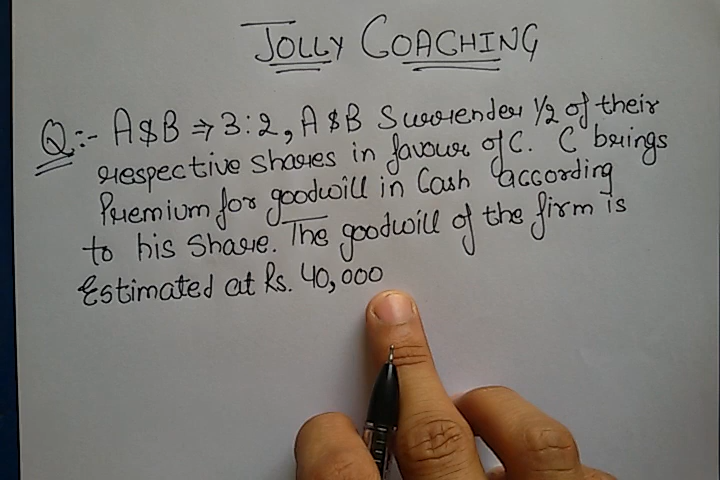 JOLLY COACHING
Q:- A & B ⇒ 3:2, A & B Surrender 1/2 of their
respective shares in favour of C. C brings
Premium for goodwill in Cash according
to his Share. The goodwill of the firm is
Estimated at Rs. 40,000